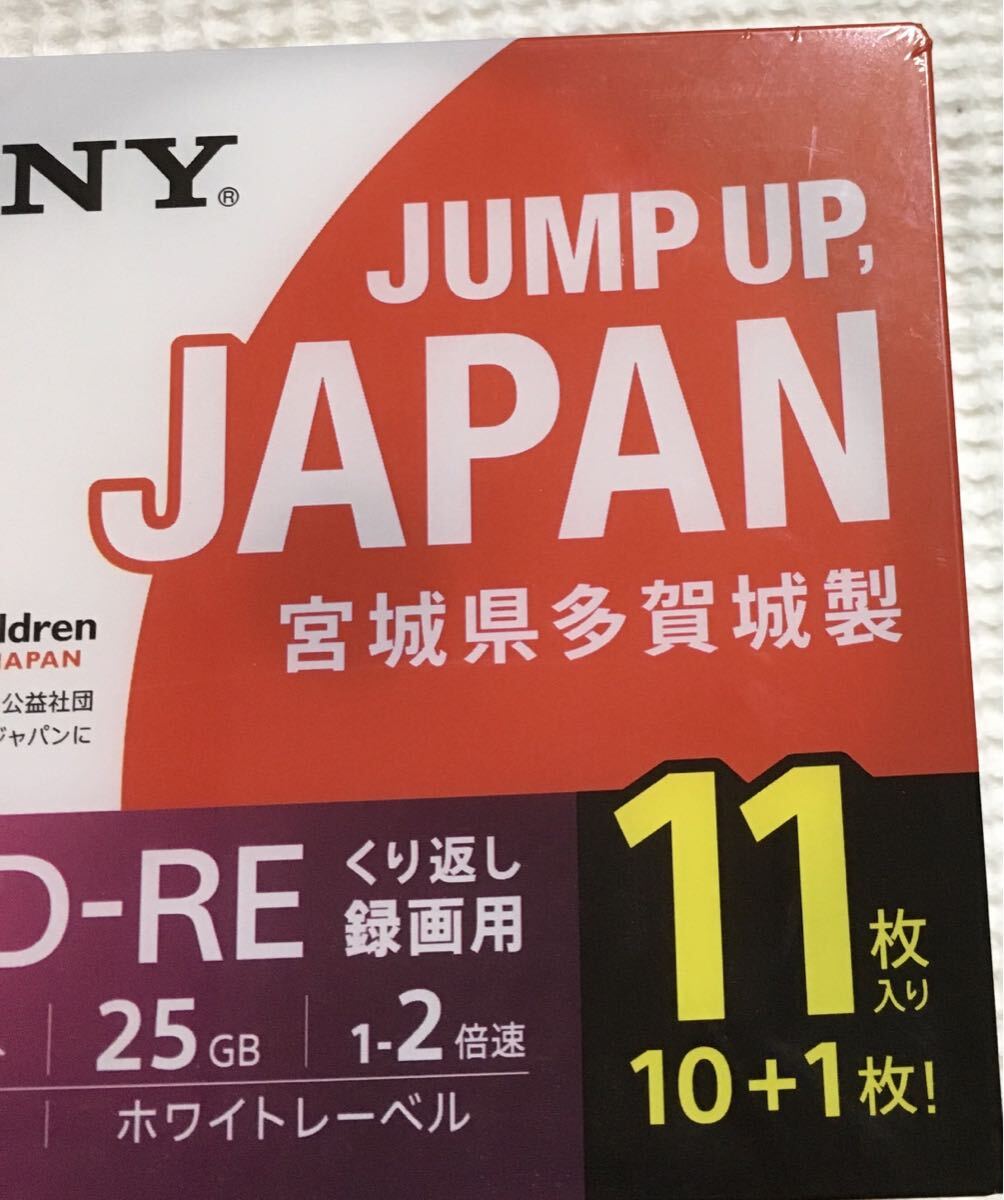 NY®
JUMP UP,
JAPAN
宮城県多賀城製
ldren
JAPAN
公益社団
ジャパンに
D-RE
くり返し
録画用
25GB
1-2倍速
ホワイトレーベル
11枚入り
10+1枚!